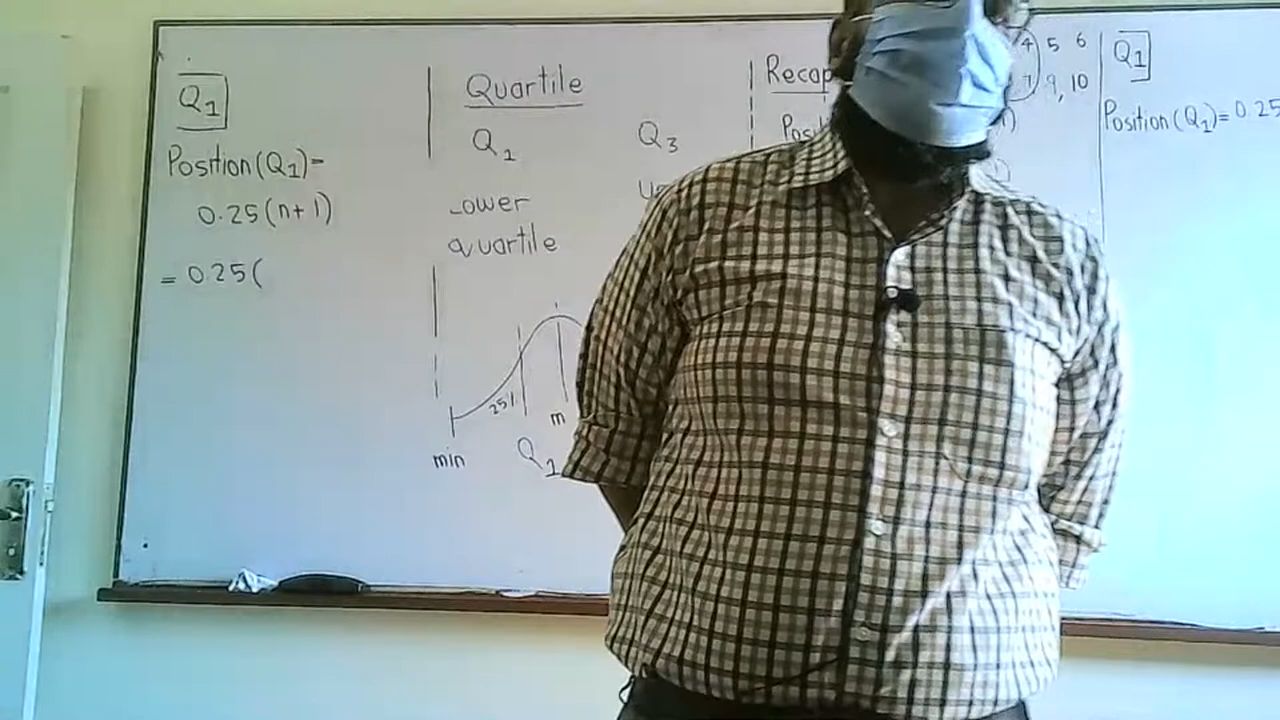 Q1
Position(Q1)=
0.25(n+1)
= 0.25(
Quartile
Q1 Q3
Lower
quartile
25%
m
min
Q1
Recap
4 5 6
7 9, 10
Q1
Position(Q1)=0.25